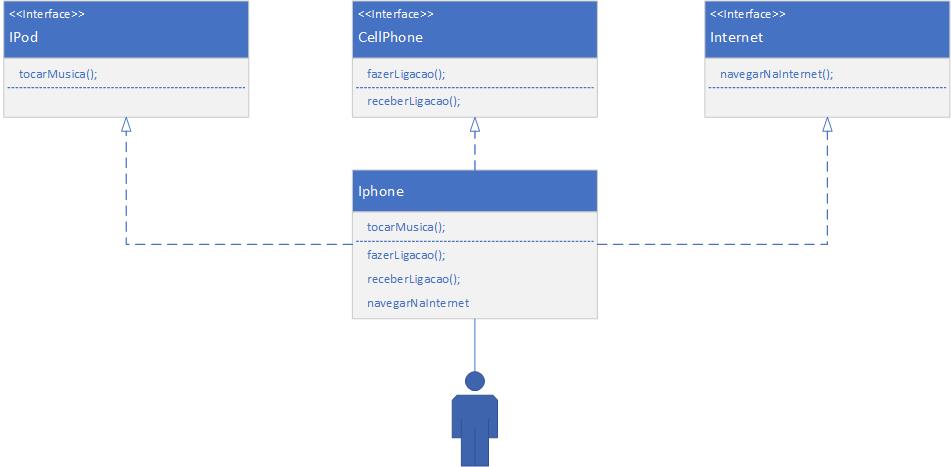 <<Interface>>
IPod
tocarMusica();
<<Interface>>
CellPhone
fazerLigacao();
receberLigacao();
<<Interface>>
Internet
navegarNaInternet();
Iphone
tocarMusica();
fazerLigacao();
receberLigacao();
navegarNaInternet